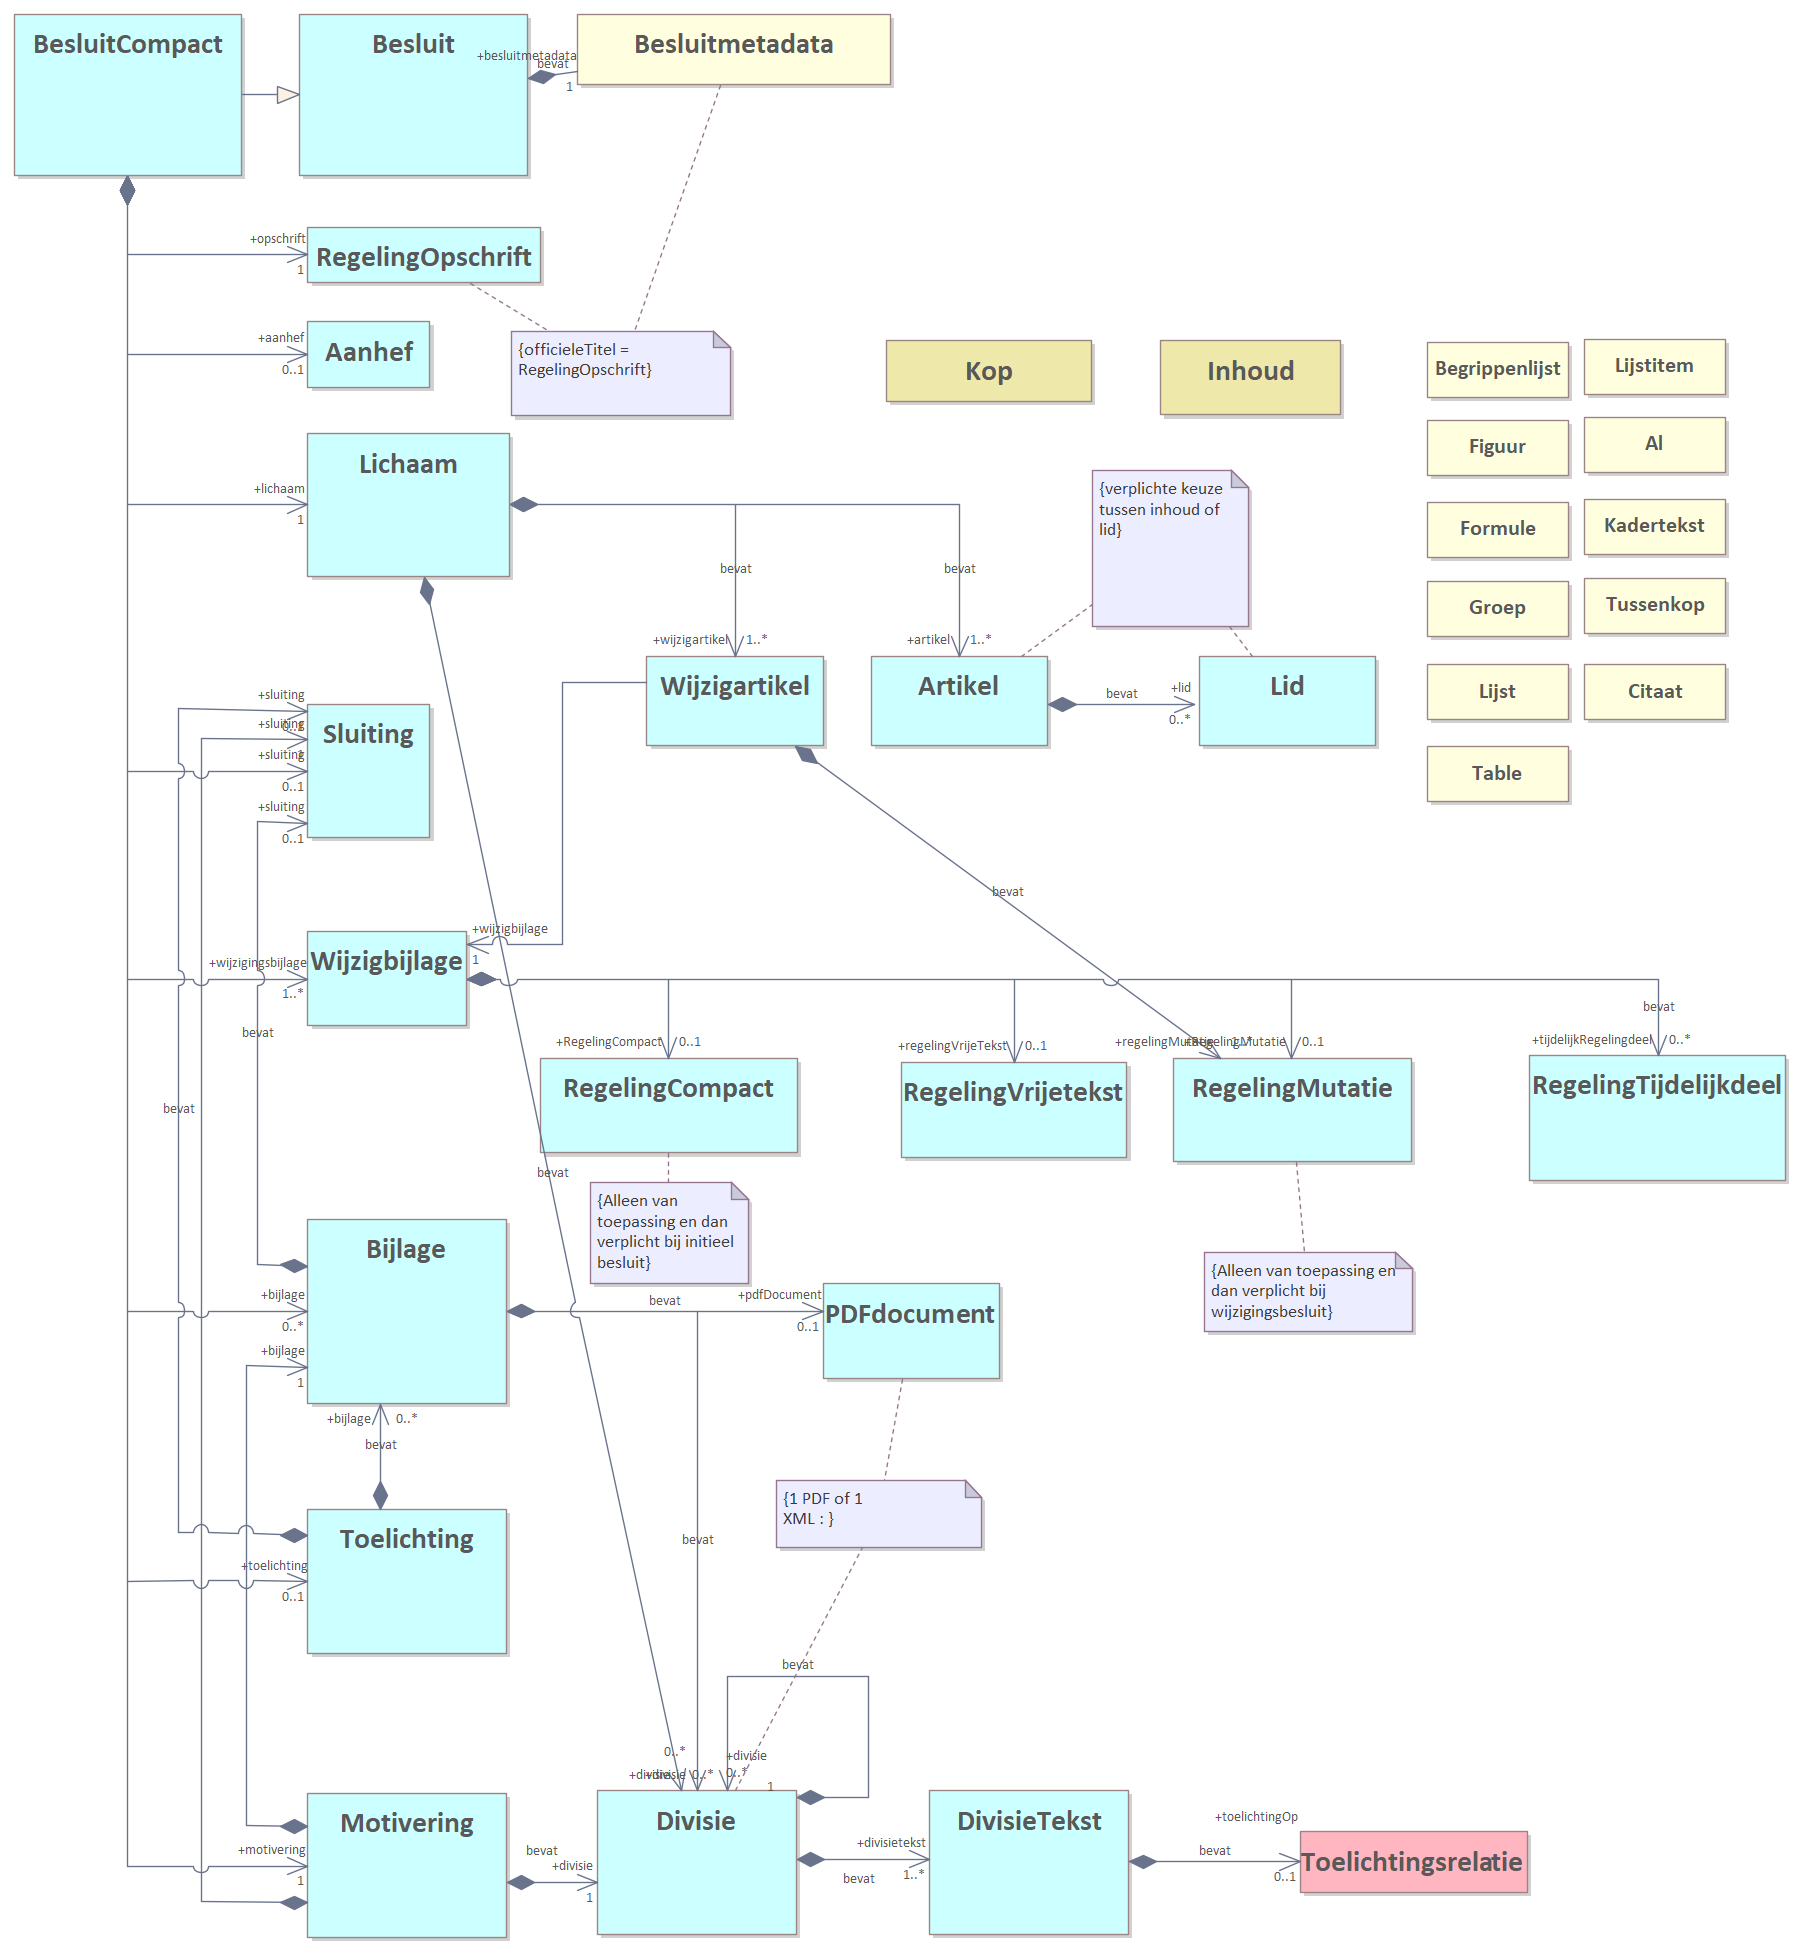 BesluitCompact
Besluit
Besluitmetadata
+besluitmetadata
bevat
1
+opschrift
1
RegelingOpschrift
+aanhef
0..1
Aanhef
{officieleTitel =
RegelingOpschrift}
Kop
Inhoud
Begrippenlijst
Lijstitem
Figuur
Al
Formule
Kadertekst
Groep
Tussenkop
Lijst
Citaat
Table
+lichaam
1
Lichaam
bevat
bevat
{verplichte keuze
tussen inhoud of
lid}
+wijzigartikel
1..*
+artikel
1..*
Wijzigartikel
Artikel
bevat
+lid
0..*
Lid
+sluiting
+sluiting
+sluiting
0..1
+sluiting
0..1
Sluiting
bevat
+wijzigbijlage
1
+wijzigingsbijlage
1..*
Wijzigbijlage
bevat
bevat
+RegelingCompact
0..1
+regelingVrijeTekst
0..1
0..1
+tijdelijkRegelingdeel
0..*
RegelingCompact
RegelingVrijetekst
RegelingMutatie
RegelingTijdelijkdeel
bevat
bevat
{Alleen van
toepassing en dan
verplicht bij initieel
besluit}
{Alleen van toepassing en
dan verplicht bij
wijzigingsbesluit}
Bijlage
+bijlage
0..*
+bijlage
1
bevat
+pdfDocument
0..1
PDFdocument
+bijlage
0..*
bevat
{1 PDF of 1
XML : }
Toelichting
+toelichting
0..1
bevat
bevat
0..*
0..*
+divisie
0..*
1
Motivering
+motivering
1
bevat
+divisie
1
Divisie
+divisietekst
bevat
1..*
DivisieTekst
+toelichtingOp
bevat
0..1
Toelichtingsrelatie